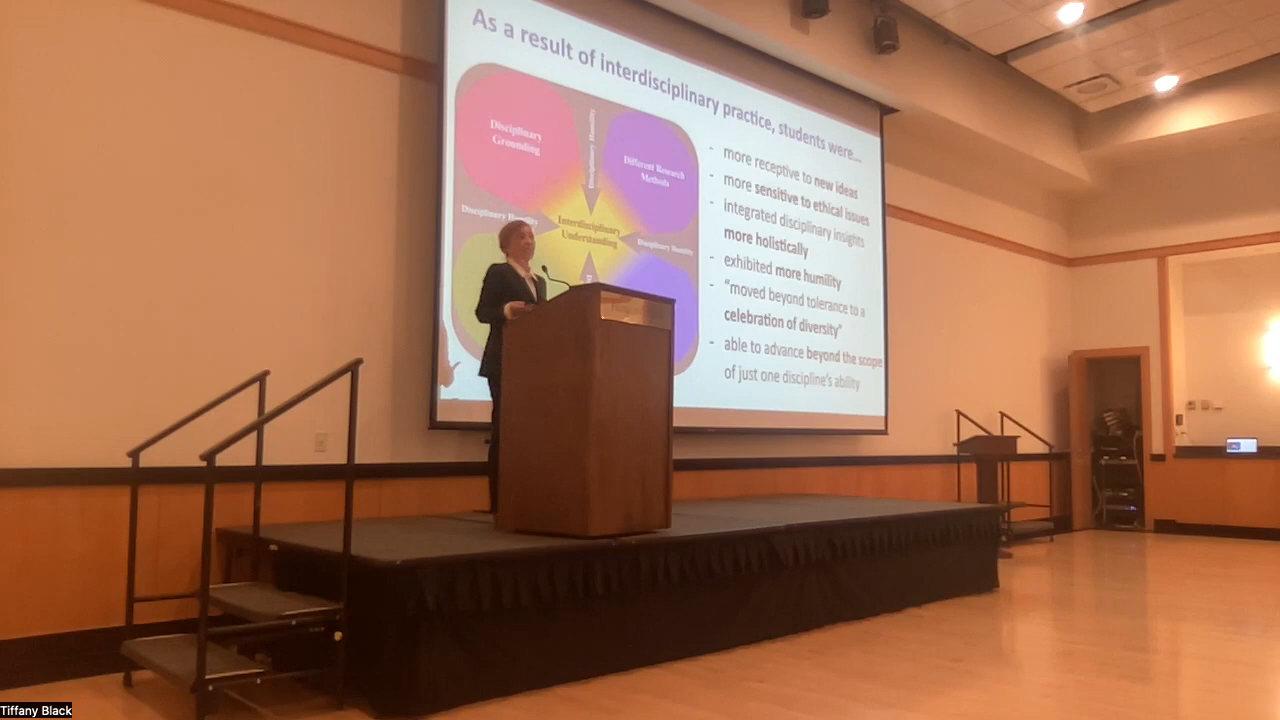 As a result of interdisciplinary practice, students were...
Disciplinary
Grounding
Disciplinary Humility
Different Research
Methods
Disciplinary Humility
Interdisciplinary
Understanding
Disciplinary Humility
- more receptive to new ideas
- more sensitive to ethical issues
- integrated disciplinary insights
more holistically
- exhibited more humility
- "moved beyond tolerance to a
celebration of diversity"
- able to advance beyond the scope
of just one discipline's ability
Tiffany Black